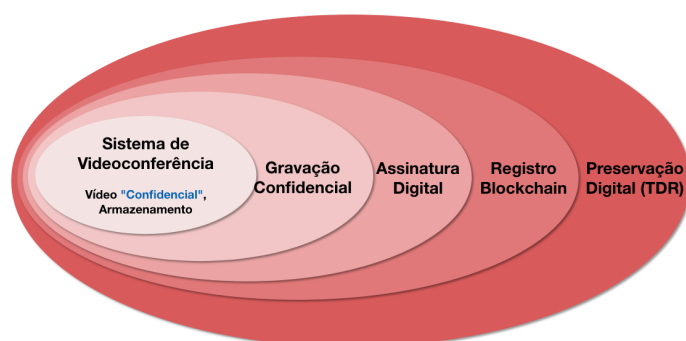 Sistema de
Videoconferência
Vídeo "Confidencial",
Armazenamento
Gravação
Confidencial
Assinatura
Digital
Registro
Blockchain
Preservação
Digital (TDR)